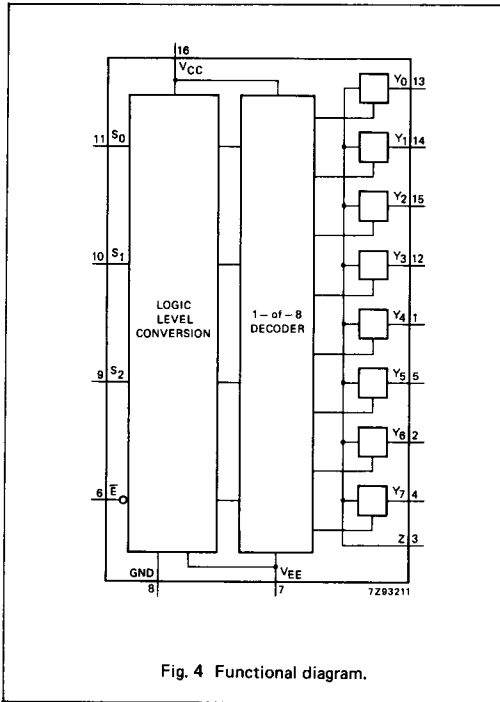 16
VCC
11 S0
10 S1
9 S2
6 E̅
LOGIC
LEVEL
CONVERSION
1-of-8
DECODER
Y0 13
Y1 14
Y2 15
Y3 12
Y4 1
Y5 5
Y6 2
Y7 4
Z 3
GND
8
VEE
7
7Z93211
Fig. 4 Functional diagram.